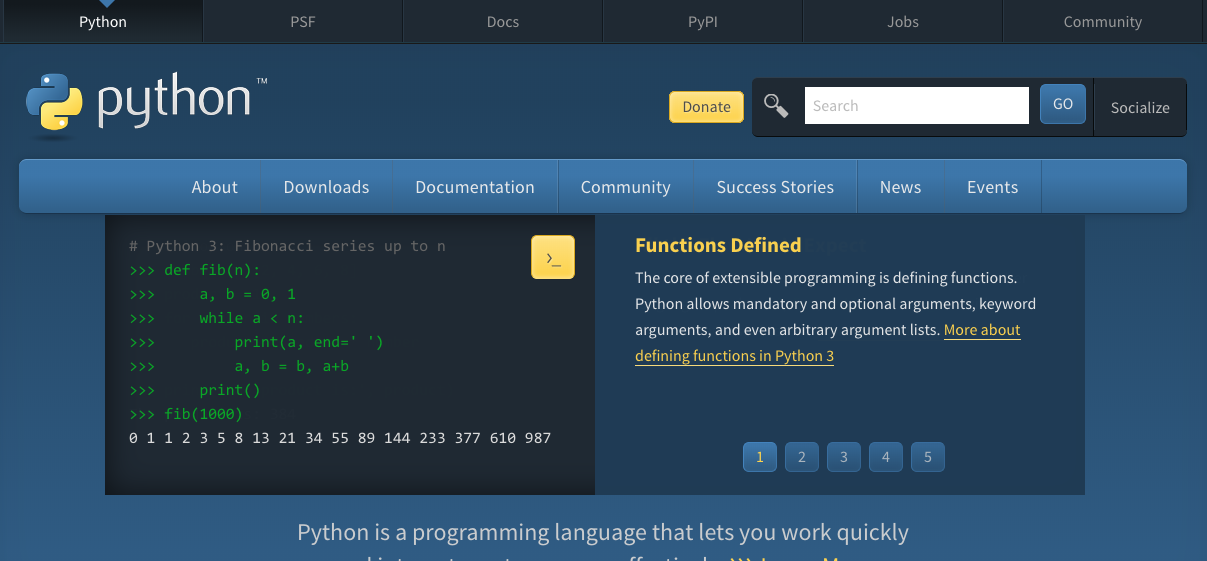 Python
PSF
Docs
PyPI
Jobs
Community
python™
Donate
Search
GO
Socialize
About
Downloads
Documentation
Community
Success Stories
News
Events
# Python 3: Fibonacci series up to n
>>> def fib(n):
>>>     a, b = 0, 1
>>>     while a < n:
>>>         print(a, end=' ')
>>>         a, b = b, a+b
>>>     print()
>>> fib(1000)
0 1 1 2 3 5 8 13 21 34 55 89 144 233 377 610 987
>_
Functions Defined
The core of extensible programming is defining functions.
Python allows mandatory and optional arguments, keyword
arguments, and even arbitrary argument lists. More about
defining functions in Python 3
1
2
3
4
5
Python is a programming language that lets you work quickly